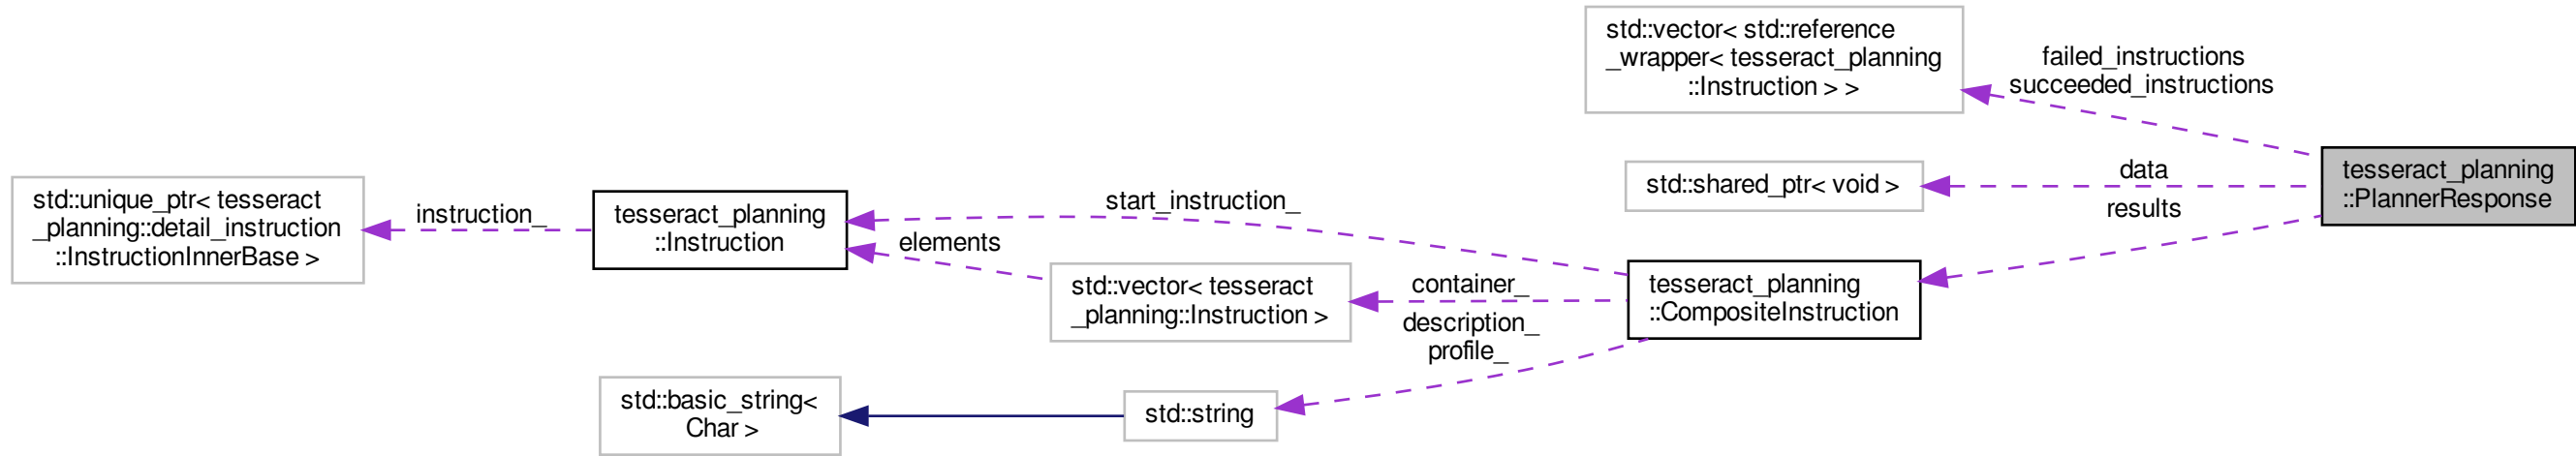 std::unique_ptr< tesseract
_planning::detail_instruction
::InstructionInnerBase >
instruction_
tesseract_planning
::Instruction
start_instruction_
elements
std::vector< tesseract
_planning::Instruction >
container_
description_
profile_
std::basic_string<
Char >
std::string
std::vector< std::reference
_wrapper< tesseract_planning
::Instruction > >
std::shared_ptr< void >
tesseract_planning
::CompositeInstruction
failed_instructions
succeeded_instructions
data
results
tesseract_planning
::PlannerResponse